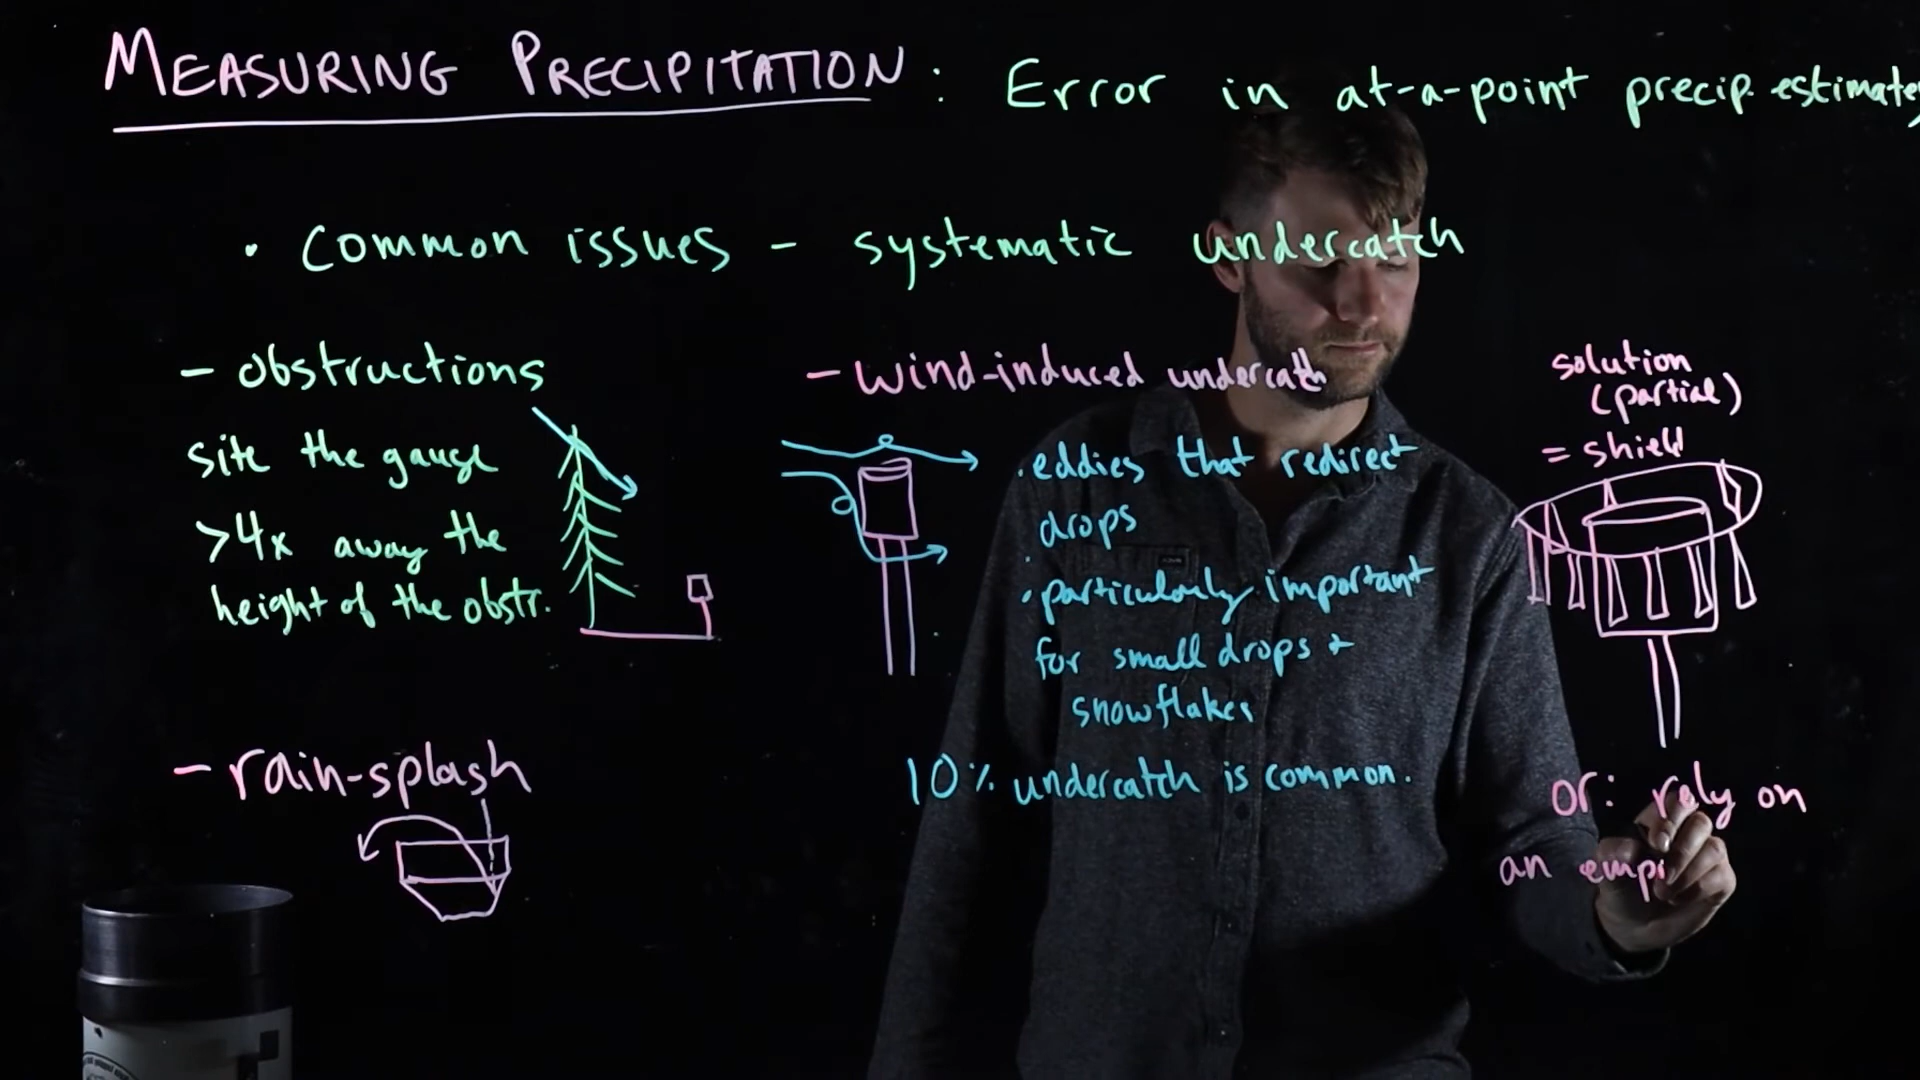 MEASURING PRECIPITATION : Error in at-a-point precip. estimates
• Common issues - systematic undercatch
- obstructions
site the gauge
>4x away the
height of the obstr.
- wind-induced undercatch
• eddies that redirect
drops
• particularly important
for small drops +
snowflakes
10% undercatch is common.
solution
(partial)
= shield
or: rely on
an empi
- rain-splash